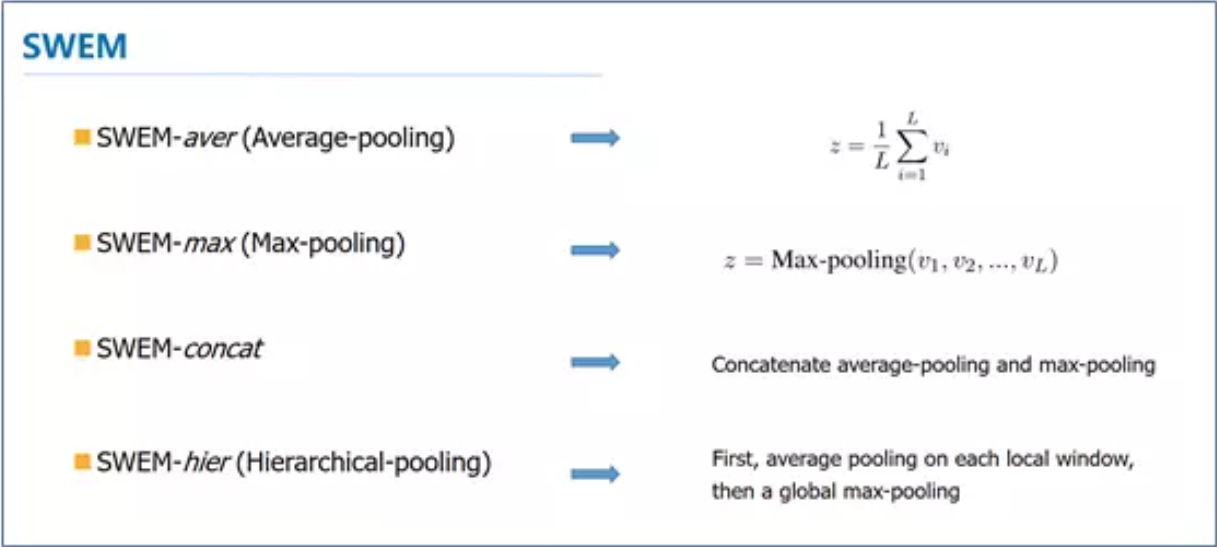 SWEM
SWEM-aver (Average-pooling)
z = \frac{1}{L} \sum_{i=1}^{L} v_i
SWEM-max (Max-pooling)
z = Max-pooling(v_1, v_2, ..., v_L)
SWEM-concat
Concatenate average-pooling and max-pooling
SWEM-hier (Hierarchical-pooling)
First, average pooling on each local window,
then a global max-pooling